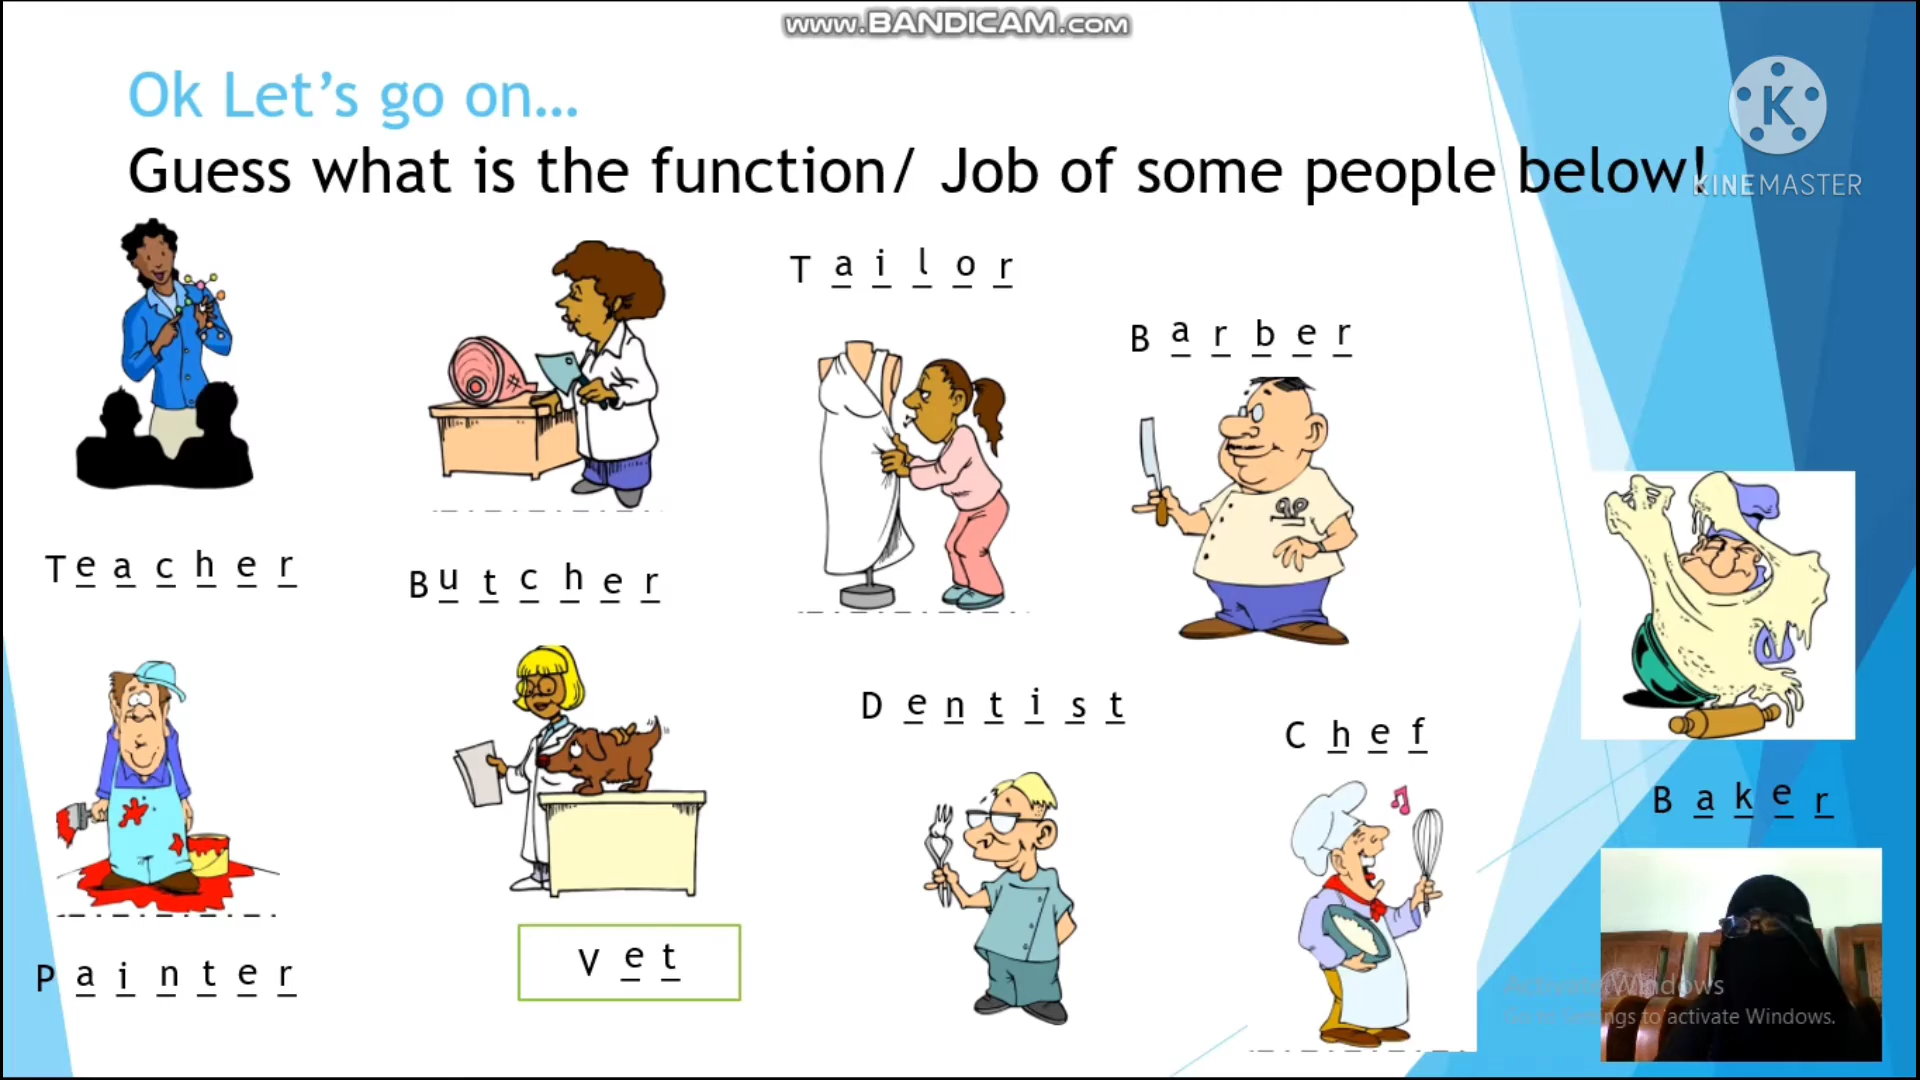 www.BANDICAM.com
Ok Let's go on...
K
Guess what is the function/ Job of some people below!
KINEMASTER
Tailor
Barber
Teacher
Butcher
Dentist
Chef
Baker
Painter
Vet
Activate Windows
Go to Settings to activate Windows.